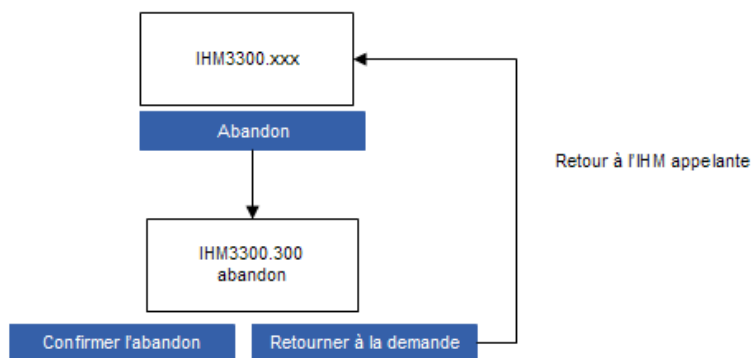 IHM3300.xxx
Abandon
Retour à l'IHM appelante
IHM3300.300
abandon
Confirmer l'abandon
Retourner à la demande